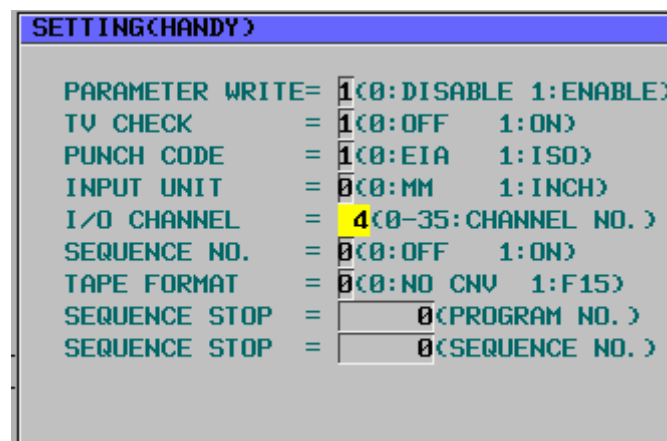 SETTING(HANDY)
PARAMETER WRITE= 1(0:DISABLE 1:ENABLE)
TV CHECK = 1(0:OFF 1:ON)
PUNCH CODE = 1(0:EIA 1:ISO)
INPUT UNIT = 0(0:MM 1:INCH)
I/O CHANNEL = 4(0-35:CHANNEL NO.)
SEQUENCE NO. = 0(0:OFF 1:ON)
TAPE FORMAT = 0(0:NO CNV 1:F15)
SEQUENCE STOP = 0(PROGRAM NO.)
SEQUENCE STOP = 0(SEQUENCE NO.)